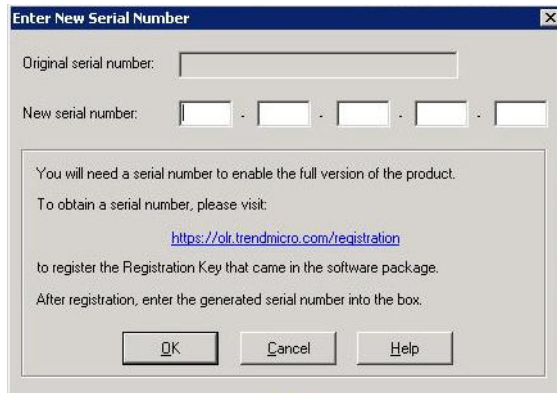 Enter New Serial Number
Original serial number:
New serial number: - - - -
You will need a serial number to enable the full version of the product.
To obtain a serial number, please visit:
https://olr.trendmicro.com/registration
to register the Registration Key that came in the software package.
After registration, enter the generated serial number into the box.
OK Cancel Help